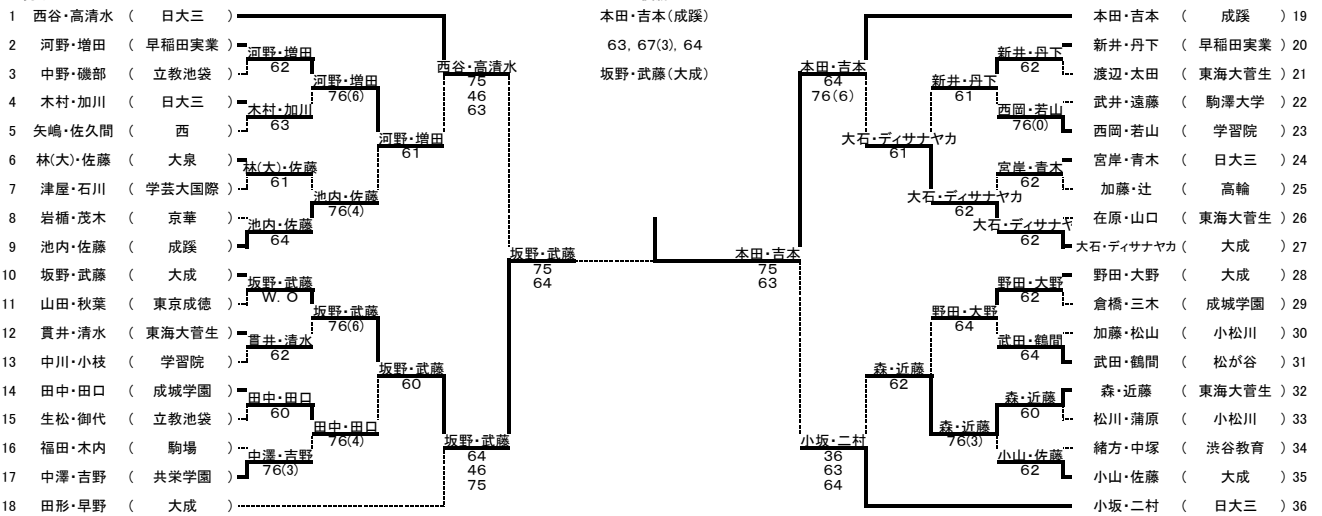 1 西谷・高清水 ( 日大三 )
2 河野・増田 ( 早稲田実業 )
3 中野・磯部 ( 立教池袋 )
4 木村・加川 ( 日大三 )
5 矢嶋・佐久間 ( 西 )
6 林(大)・佐藤 ( 大泉 )
7 津屋・石川 ( 学芸大国際 )
8 岩楯・茂木 ( 京華 )
9 池内・佐藤 ( 成蹊 )
10 坂野・武藤 ( 大成 )
11 山田・秋葉 ( 東京成徳 )
12 貫井・清水 ( 東海大菅生 )
13 中川・小枝 ( 学習院 )
14 田中・田口 ( 成城学園 )
15 生松・御代 ( 立教池袋 )
16 福田・木内 ( 駒場 )
17 中澤・吉野 ( 共栄学園 )
18 田形・早野 ( 大成 )
河野・増田
62
木村・加川
63
林(大)・佐藤
61
池内・佐藤
64
坂野・武藤
W.O
貫井・清水
62
田中・田口
60
中澤・吉野
76(3)
河野・増田
76(6)
池内・佐藤
76(4)
坂野・武藤
76(6)
田中・田口
76(4)
河野・増田
61
坂野・武藤
60
西谷・高清水
75
46
63
坂野・武藤
64
46
75
坂野・武藤
75
64
本田・吉本(成蹊)
63, 67(3), 64
坂野・武藤(大成)
本田・吉本
75
63
本田・吉本
64
76(6)
小坂・二村
36
63
64
大石・ディサナヤカ
61
森・近藤
62
新井・丹下
61
大石・ディサナヤカ
62
野田・大野
64
森・近藤
76(3)
新井・丹下
62
西岡・若山
76(0)
宮岸・青木
62
大石・ディサナヤ
62
野田・大野
62
武田・鶴間
64
森・近藤
60
小山・佐藤
62
本田・吉本 ( 成蹊 ) 19
新井・丹下 ( 早稲田実業 ) 20
渡辺・太田 ( 東海大菅生 ) 21
武井・遠藤 ( 駒澤大学 ) 22
西岡・若山 ( 学習院 ) 23
宮岸・青木 ( 日大三 ) 24
加藤・辻 ( 高輪 ) 25
在原・山口 ( 東海大菅生 ) 26
大石・ディサナヤカ ( 大成 ) 27
野田・大野 ( 大成 ) 28
倉橋・三木 ( 成城学園 ) 29
加藤・松山 ( 小松川 ) 30
武田・鶴間 ( 松が谷 ) 31
森・近藤 ( 東海大菅生 ) 32
松川・蒲原 ( 小松川 ) 33
緒方・中塚 ( 渋谷教育 ) 34
小山・佐藤 ( 大成 ) 35
小坂・二村 ( 日大三 ) 36